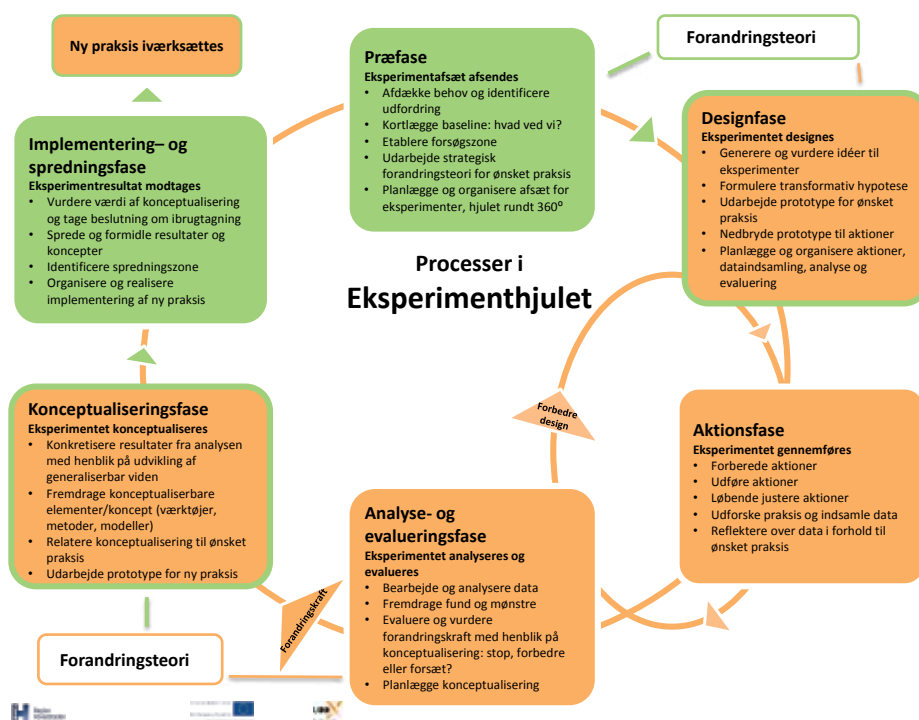 Ny praksis iværksættes
Præfase
Eksperimentafsæt afsendes
• Afdække behov og identificere
udfordring
• Kortlægge baseline: hvad ved vi?
• Etablere forsøgszone
• Udarbejde strategisk
forandringsteori for ønsket praksis
• Planlægge og organisere afsæt for
eksperimenter, hjulet rundt 360⁰
Forandringsteori
Designfase
Eksperimentet designes
• Generere og vurdere idéer til
eksperimenter
• Formulere transformativ hypotese
• Udarbejde prototype for ønsket
praksis
• Nedbryde prototype til aktioner
• Planlægge og organisere aktioner,
dataindsamling, analyse og
evaluering
Implementering– og
spredningsfase
Eksperimentresultat modtages
• Vurdere værdi af konceptualisering
og tage beslutning om ibrugtagning
• Sprede og formidle resultater og
koncepter
• Identificere spredningszone
• Organisere og realisere
implementering af ny praksis
Processer i
Eksperimenthjulet
Forbedre
design
Aktionsfase
Eksperimentet gennemføres
• Forberede aktioner
• Udføre aktioner
• Løbende justere aktioner
• Udforske praksis og indsamle data
• Reflektere over data i forhold til
ønsket praksis
Konceptualiseringsfase
Eksperimentet konceptualiseres
• Konkretisere resultater fra analysen
med henblik på udvikling af
generaliserbar viden
• Fremdrage konceptualiserbare
elementer/koncept (værktøjer,
metoder, modeller)
• Relatere konceptualisering til ønsket
praksis
• Udarbejde prototype for ny praksis
Analyse- og
evalueringsfase
Eksperimentet analyseres og
evalueres
• Bearbejde og analysere data
• Fremdrage fund og mønstre
• Evaluere og vurdere
forandringskraft med henblik på
konceptualisering: stop, forbedre
eller forsæt?
• Planlægge konceptualisering
Forandringskraft
Forandringsteori